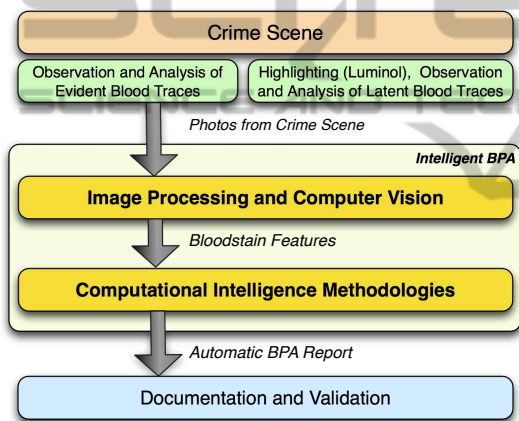 Crime Scene
Observation and Analysis of
Evident Blood Traces
Highlighting (Luminol), Observation
and Analysis of Latent Blood Traces
Photos from Crime Scene
Intelligent BPA
Image Processing and Computer Vision
Bloodstain Features
Computational Intelligence Methodologies
Automatic BPA Report
Documentation and Validation